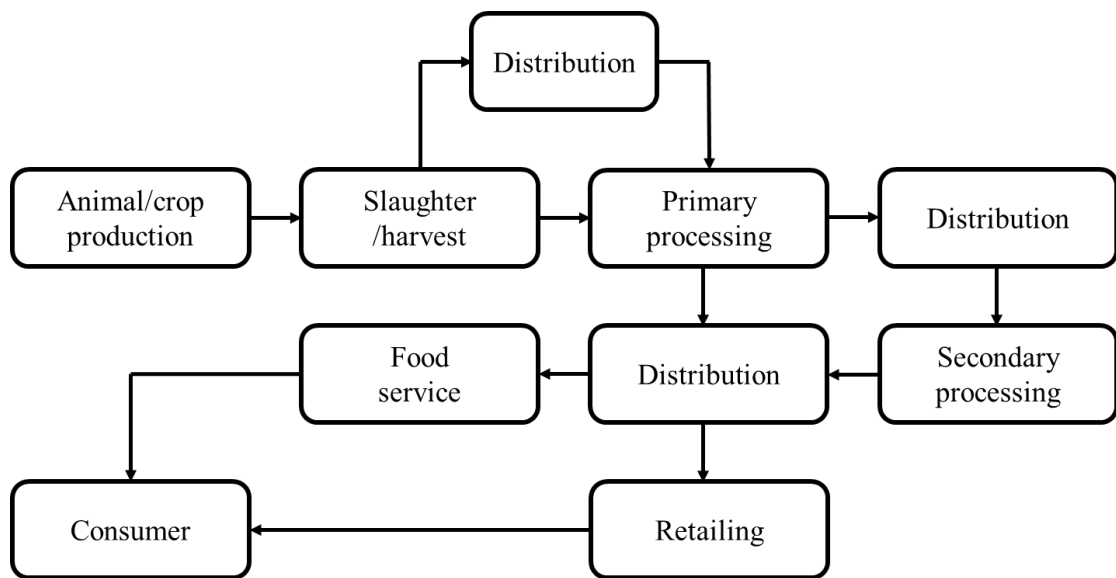 Distribution
Animal/crop
production
Slaughter
/harvest
Primary
processing
Distribution
Food
service
Distribution
Secondary
processing
Consumer
Retailing